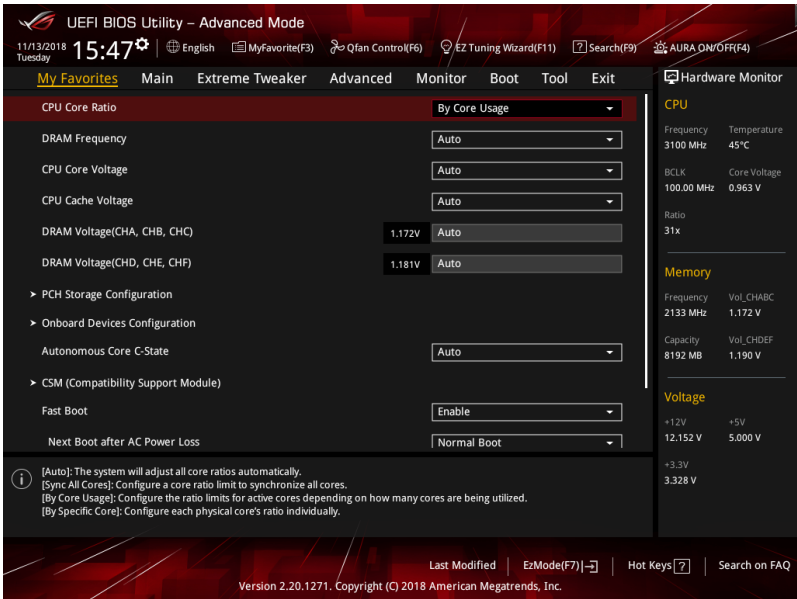 UEFI BIOS Utility – Advanced Mode
11/13/2018 Tuesday 15:47 English MyFavorite(F3) Qfan Control(F6) EZ Tuning Wizard(F11) Search(F9) AURA ON/OFF(F4)
My Favorites Main Extreme Tweaker Advanced Monitor Boot Tool Exit
CPU Core Ratio By Core Usage
DRAM Frequency Auto
CPU Core Voltage Auto
CPU Cache Voltage Auto
DRAM Voltage(CHA, CHB, CHC) 1.172V Auto
DRAM Voltage(CHD, CHE, CHF) 1.181V Auto
PCH Storage Configuration
Onboard Devices Configuration
Autonomous Core C-State Auto
CSM (Compatibility Support Module)
Fast Boot Enable
Next Boot after AC Power Loss Normal Boot
[Auto]: The system will adjust all core ratios automatically.
[Sync All Cores]: Configure a core ratio limit to synchronize all cores.
[By Core Usage]: Configure the ratio limits for active cores depending on how many cores are being utilized.
[By Specific Core]: Configure each physical core's ratio individually.
Hardware Monitor
CPU
Frequency Temperature
3100 MHz 45°C
BCLK Core Voltage
100.00 MHz 0.963 V
Ratio
31x
Memory
Frequency Vol_CHABC
2133 MHz 1.172 V
Capacity Vol_CHDEF
8192 MB 1.190 V
Voltage
+12V +5V
12.152 V 5.000 V
+3.3V
3.328 V
Last Modified EzMode(F7) Hot Keys ? Search on FAQ
Version 2.20.1271. Copyright (C) 2018 American Megatrends, Inc.